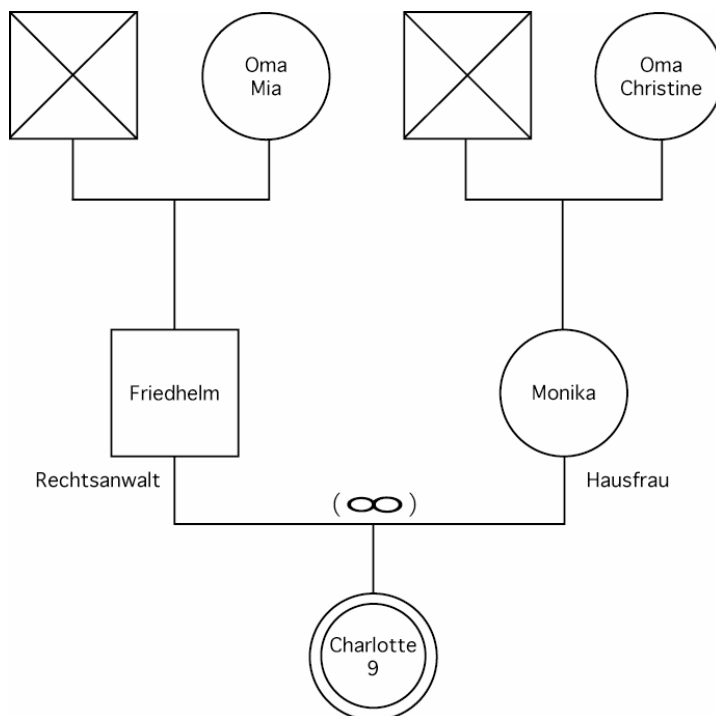 Oma
Mia
Oma
Christine
Friedhelm
Monika
Rechtsanwalt
Hausfrau
(∞)
Charlotte
9